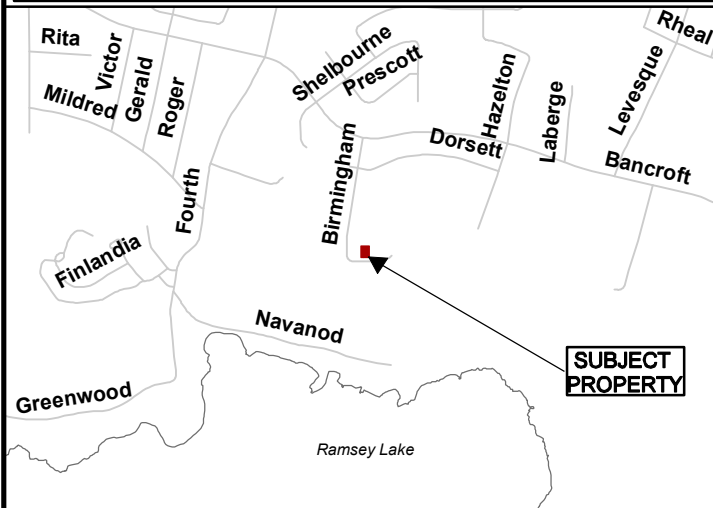 Rita
Victor
Gerald
Mildred
Roger
Shelbourne
Prescott
Hazelton
Laberge
Levesque
Rheal
Dorsett
Bancroft
Birmingham
Fourth
Finlandia
Navanod
Greenwood
SUBJECT
PROPERTY
Ramsey Lake